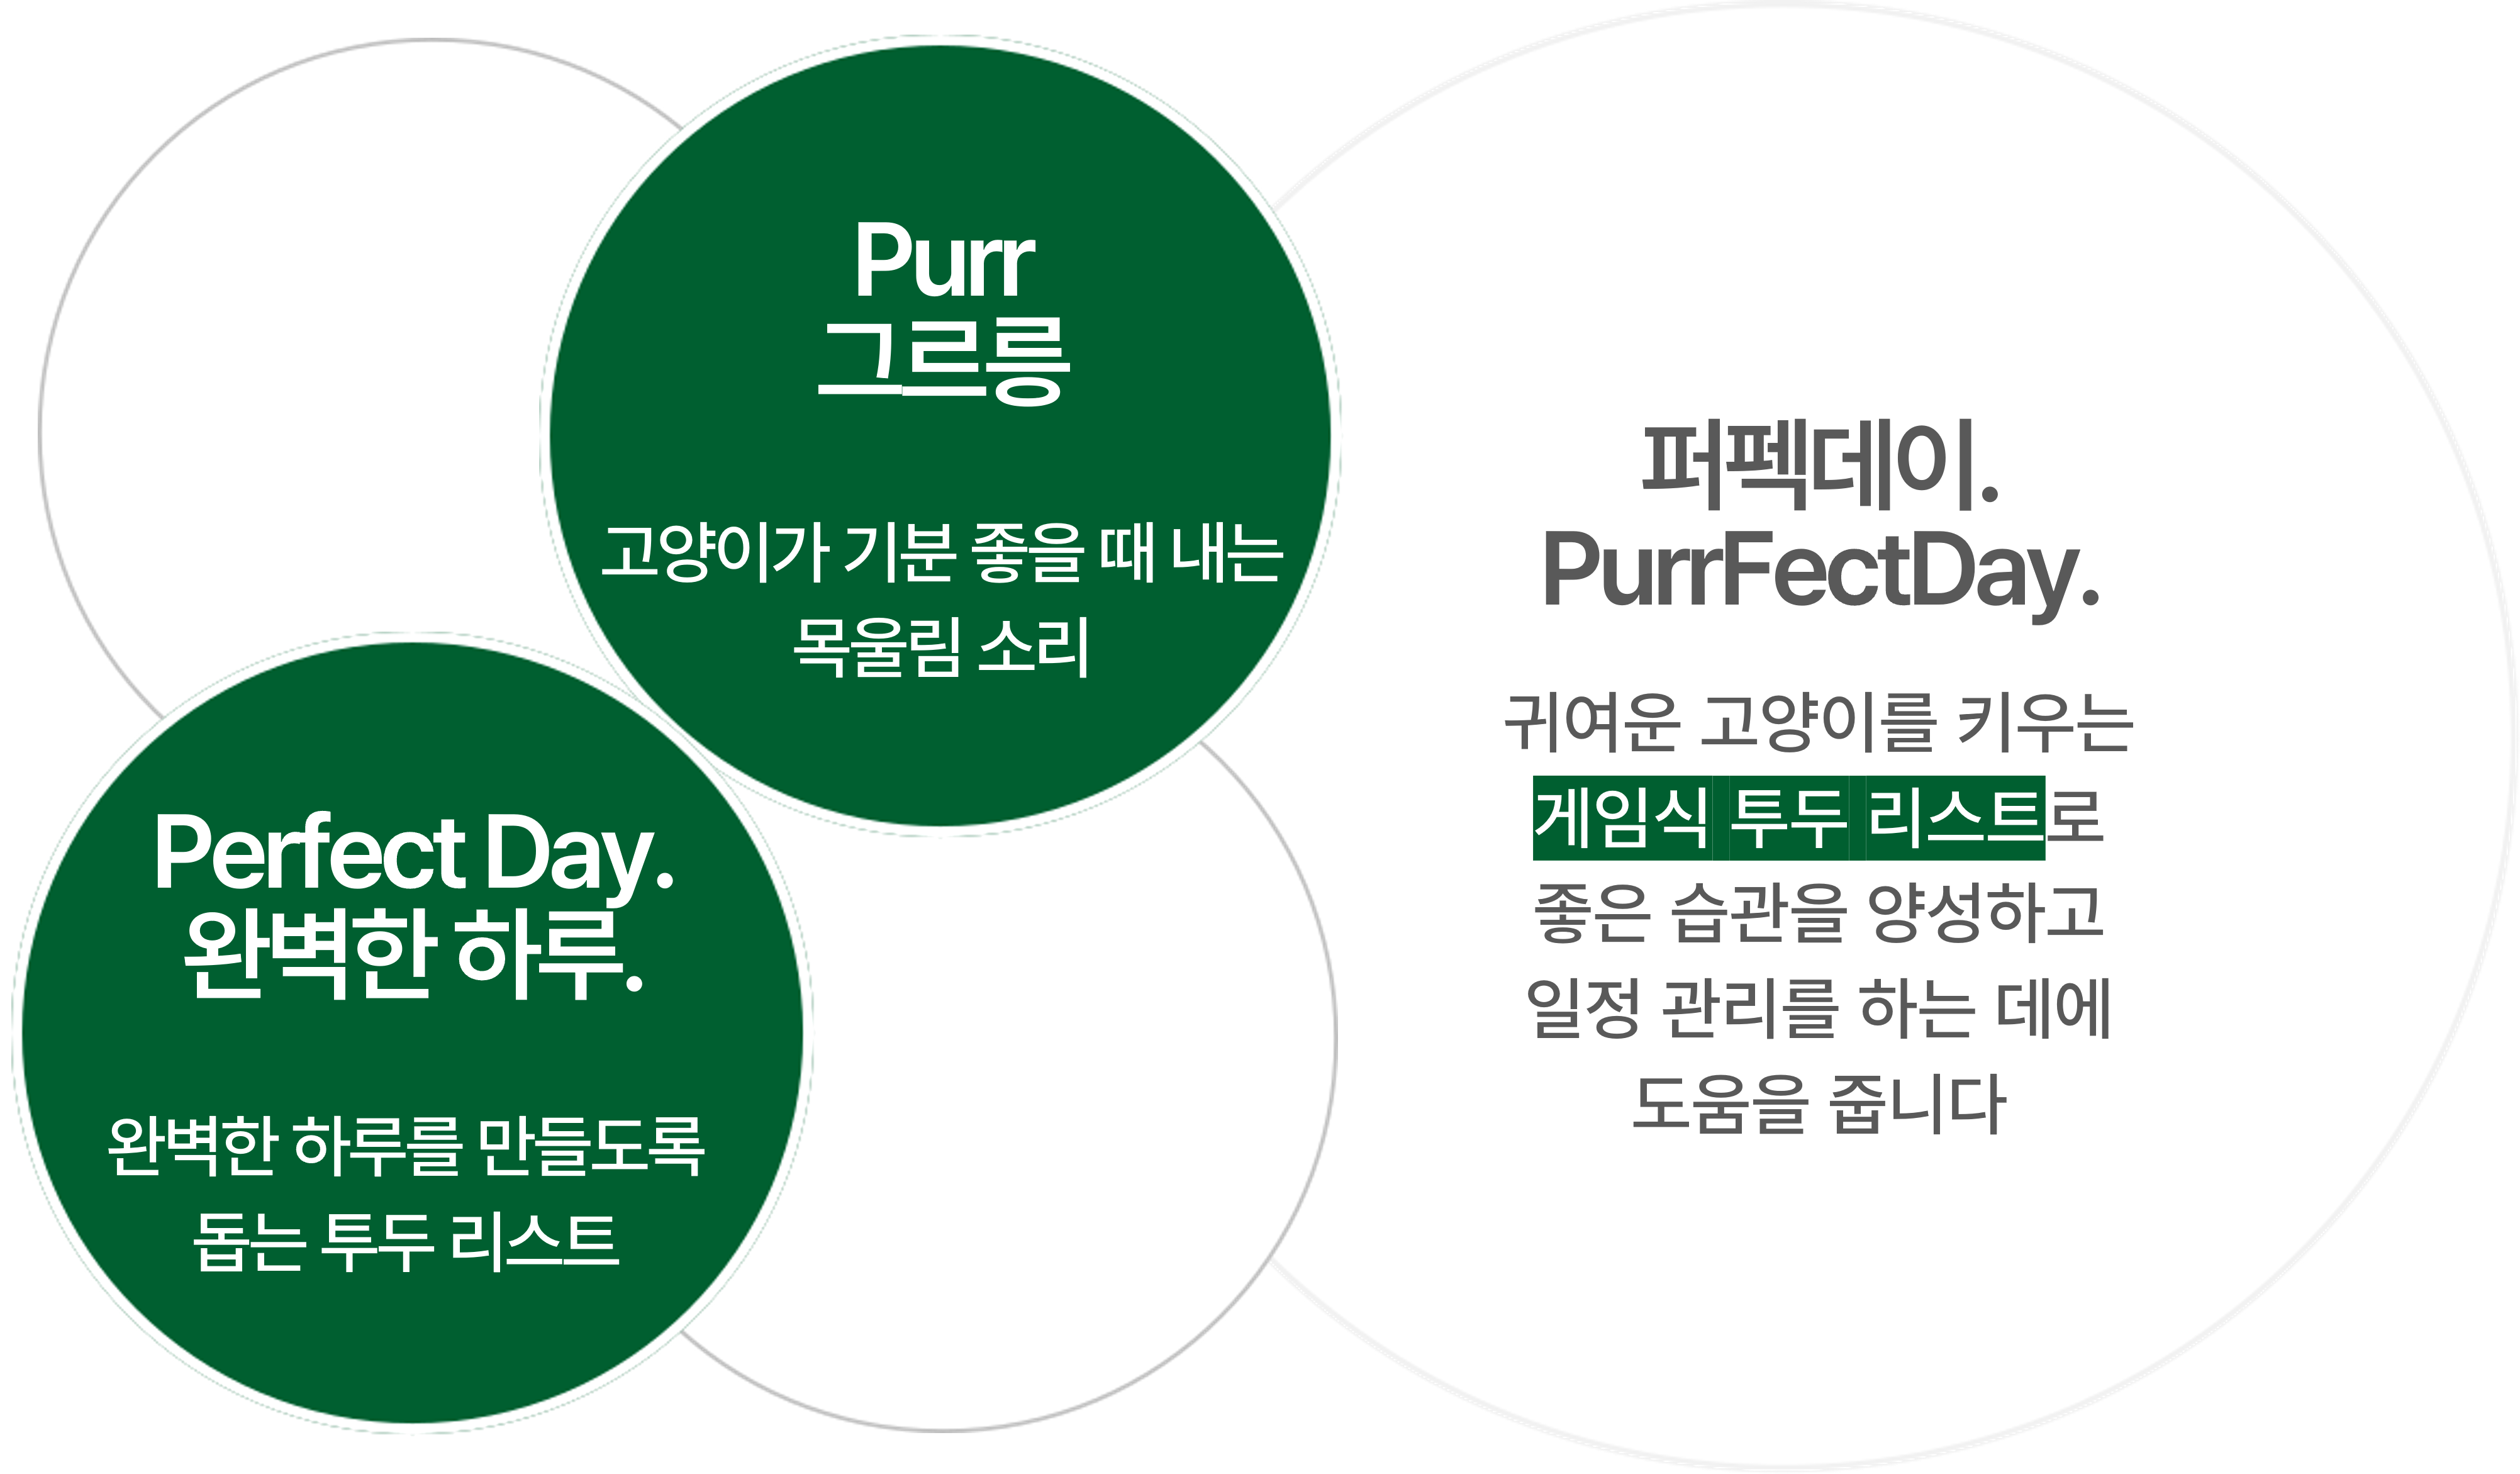 Purr
그르릉
고양이가 기분 좋을 때 내는
목울림 소리
Perfect Day.
완벽한 하루.
완벽한 하루를 만들도록
돕는 투두 리스트
퍼펙데이.
PurrFectDay.
귀여운 고양이를 키우는
게임식 투두 리스트로
좋은 습관을 양성하고
일정 관리를 하는 데에
도움을 줍니다